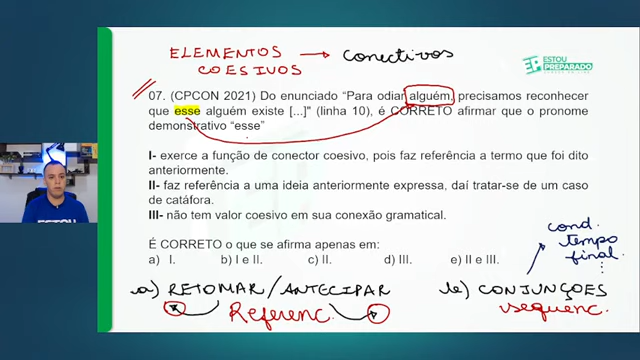 ELEMENTOS → conectivos
COESIVOS
ESTOU
PREPARADO
07. (CPCON 2021) Do enunciado “Para odiar alguém, precisamos reconhecer
que esse alguém existe [...]" (linha 10), é CORRETO afirmar que o pronome
demonstrativo “esse”
I- exerce a função de conector coesivo, pois faz referência a termo que foi dito
anteriormente.
II- faz referência a uma ideia anteriormente expressa, daí tratar-se de um caso
de catáfora.
III- não tem valor coesivo em sua conexão gramatical.
É CORRETO o que se afirma apenas em:
a) I. b) I e II. c) II. d) III. e) II e III.
cond.
tempo
final.
a) RETOMAR/ANTECIPAR
Referenc.
b) CONJUNÇÕES
sequenc.
ESTOU